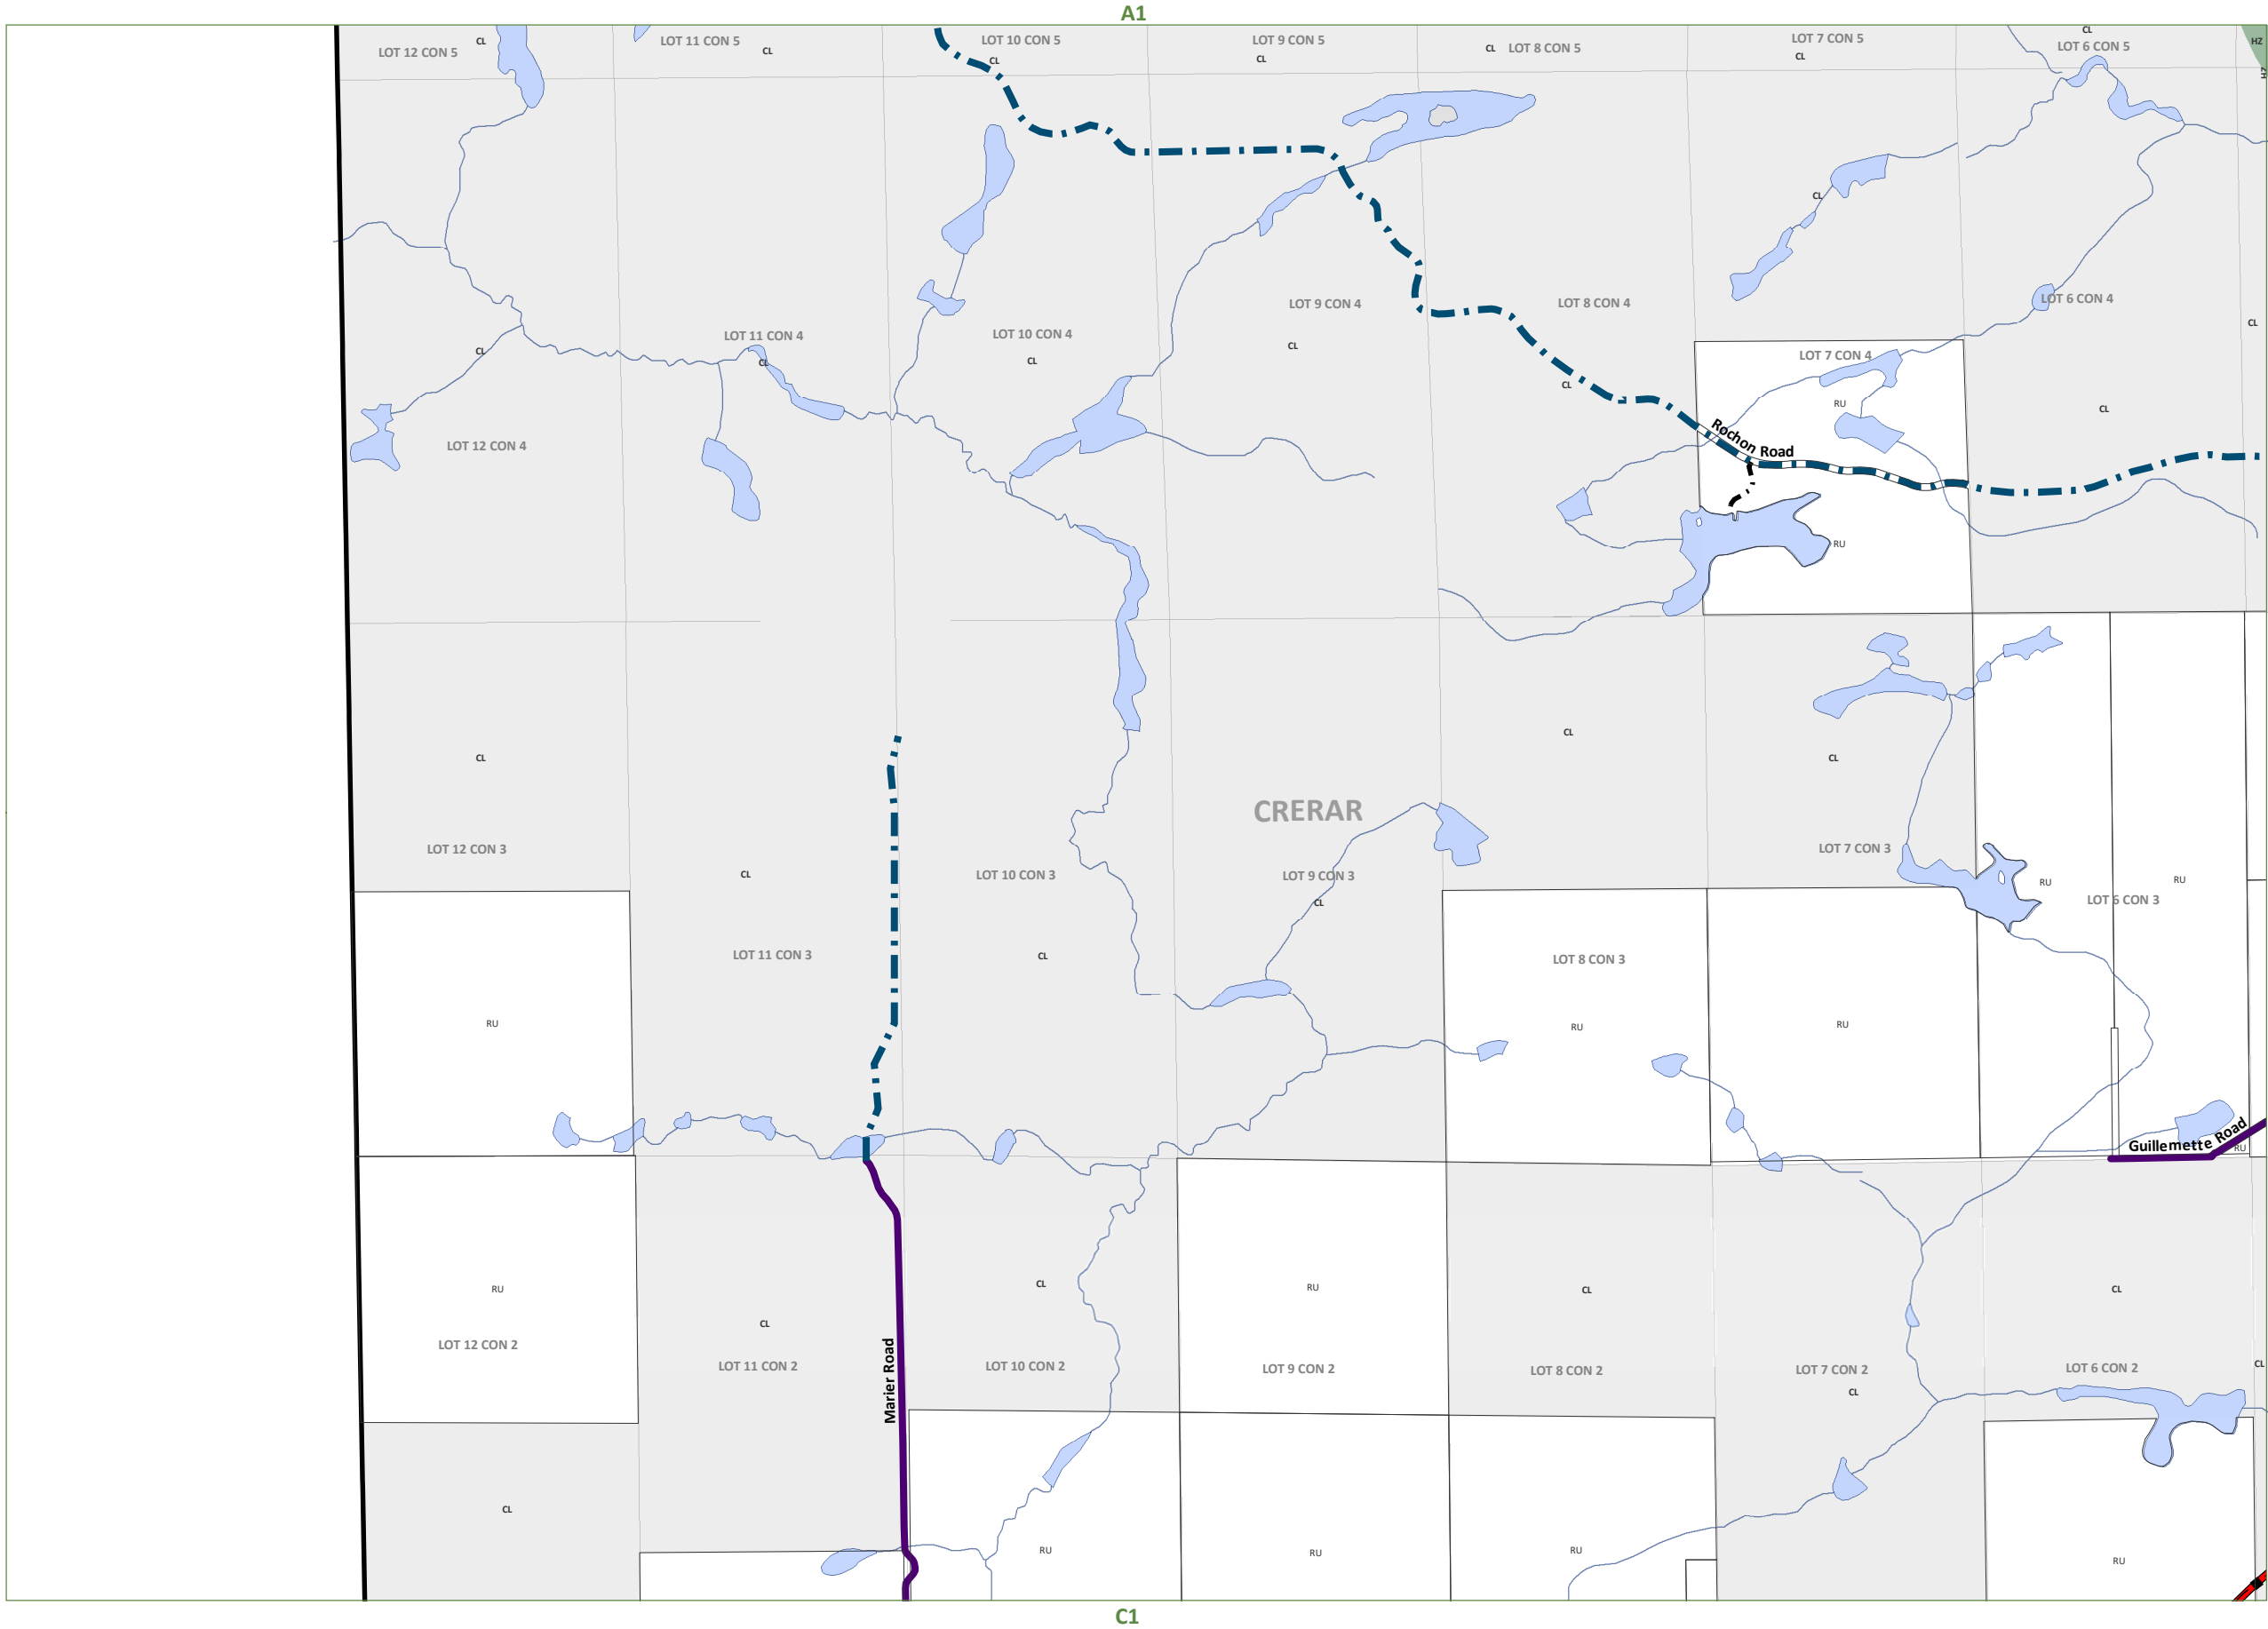 A1
LOT 12 CON 5
CL
LOT 11 CON 5
CL
LOT 10 CON 5
CL
LOT 9 CON 5
CL
CL
LOT 8 CON 5
LOT 7 CON 5
CL
CL
LOT 6 CON 5
HZ
HZ
CL
LOT 9 CON 4
LOT 8 CON 4
LOT 6 CON 4
CL
LOT 11 CON 4
LOT 10 CON 4
CL
CL
CL
CL
LOT 7 CON 4
CL
RU
CL
Rochon Road
LOT 12 CON 4
RU
CL
CL
CL
CRERAR
LOT 12 CON 3
LOT 7 CON 3
CL
LOT 10 CON 3
LOT 9 CON 3
CL
RU
RU
LOT 6 CON 3
LOT 11 CON 3
CL
LOT 8 CON 3
RU
RU
RU
Guillemette Road
RU
RU
CL
RU
CL
CL
CL
LOT 12 CON 2
LOT 11 CON 2
Marier Road
LOT 10 CON 2
LOT 9 CON 2
LOT 8 CON 2
LOT 7 CON 2
LOT 6 CON 2
CL
CL
CL
RU
RU
RU
RU
C1